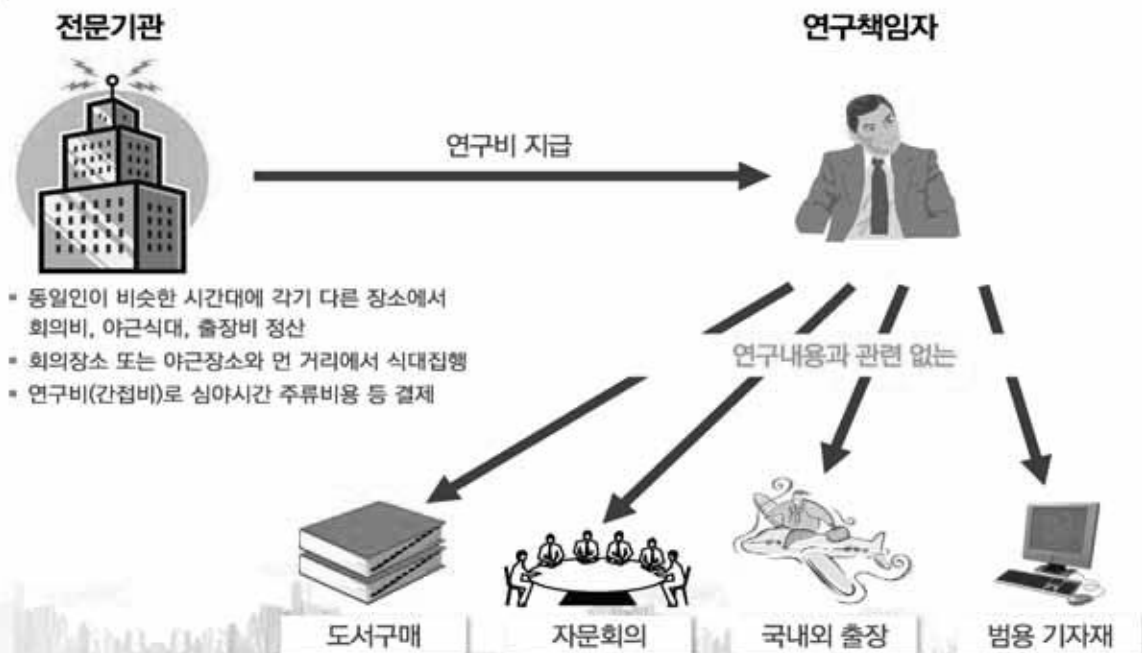 전문기관
연구책임자
연구비 지급
▪ 동일인이 비슷한 시간대에 각기 다른 장소에서
회의비, 야근식대, 출장비 정산
▪ 회의장소 또는 야근장소와 먼 거리에서 식대집행
▪ 연구비(간접비)로 심야시간 주류비용 등 결제
연구내용과 관련 없는
도서구매
자문회의
국내외 출장
범용 기자재